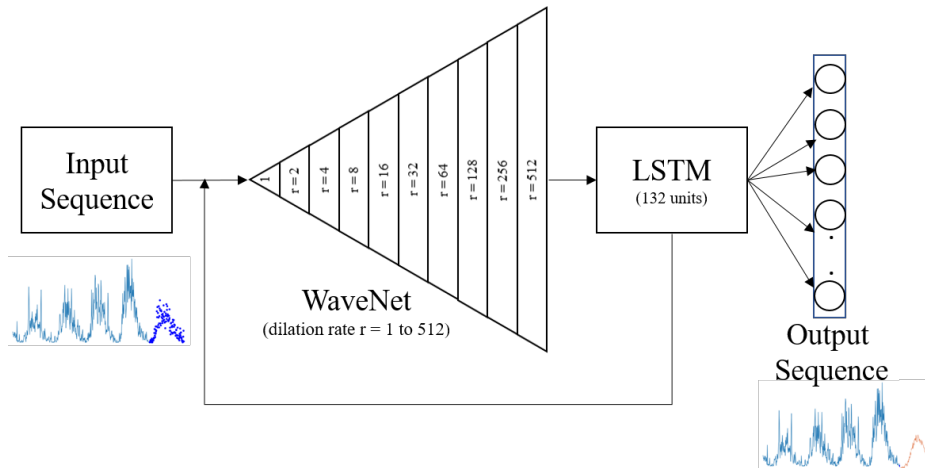 Input
Sequence
1
r = 2
r = 4
r = 8
r = 16
r = 32
r = 64
r = 128
r = 256
r = 512
WaveNet
(dilation rate r = 1 to 512)
LSTM
(132 units)
Output
Sequence